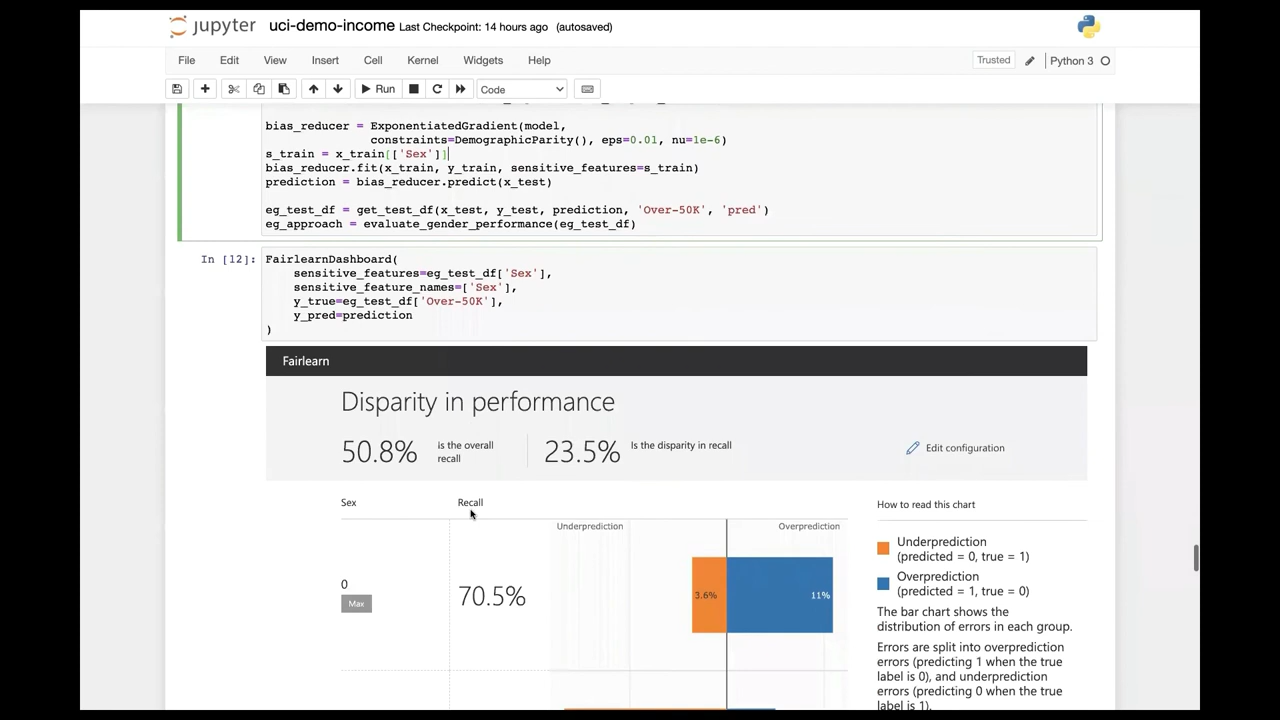 jupyter uci-demo-income Last Checkpoint: 14 hours ago (autosaved)
File Edit View Insert Cell Kernel Widgets Help Trusted Python 3
Run Code
bias_reducer = ExponentiatedGradient(model,
constraints=DemographicParity(), eps=0.01, nu=1e-6)
s_train = x_train[['Sex']]
bias_reducer.fit(x_train, y_train, sensitive_features=s_train)
prediction = bias_reducer.predict(x_test)
eg_test_df = get_test_df(x_test, y_test, prediction, 'Over-50K', 'pred')
eg_approach = evaluate_gender_performance(eg_test_df)
In [12]: FairlearnDashboard(
sensitive_features=eg_test_df['Sex'],
sensitive_feature_names=['Sex'],
y_true=eg_test_df['Over-50K'],
y_pred=prediction
)
Fairlearn
Disparity in performance
50.8% is the overall recall 23.5% Is the disparity in recall Edit configuration
Sex Recall
Underprediction Overprediction
0
Max
70.5%
3.6% 11%
How to read this chart
Underprediction
(predicted = 0, true = 1)
Overprediction
(predicted = 1, true = 0)
The bar chart shows the
distribution of errors in each group.
Errors are split into overprediction
errors (predicting 1 when the true
label is 0), and underprediction
errors (predicting 0 when the true
label is 1).